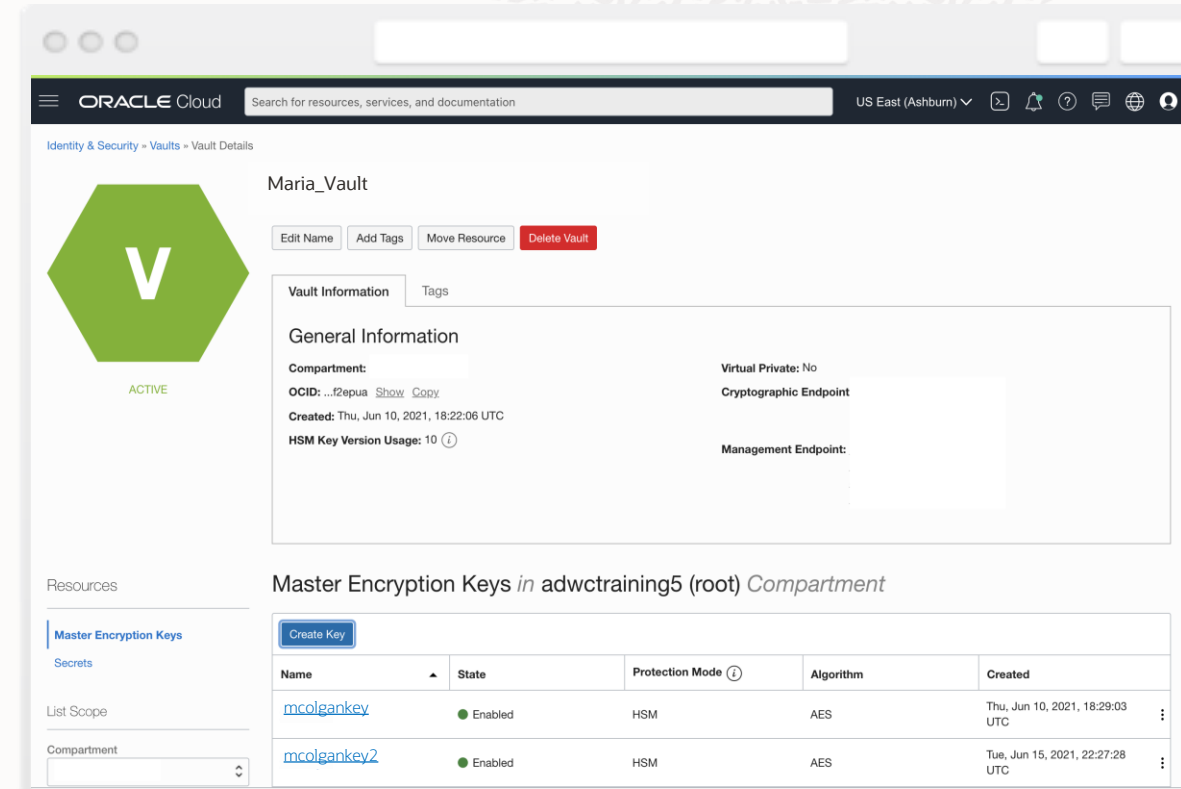 ORACLE Cloud
Search for resources, services, and documentation
US East (Ashburn)
Identity & Security » Vaults » Vault Details
V
ACTIVE
Maria_Vault
Edit Name
Add Tags
Move Resource
Delete Vault
Vault Information
Tags
General Information
Compartment:
OCID: ...f2epua Show Copy
Created: Thu, Jun 10, 2021, 18:22:06 UTC
HSM Key Version Usage: 10
Virtual Private: No
Cryptographic Endpoint
Management Endpoint:
Resources
Master Encryption Keys
Secrets
List Scope
Compartment
Master Encryption Keys in adwctraining5 (root) Compartment
Create Key
Name State Protection Mode Algorithm Created
mcolgankey Enabled HSM AES Thu, Jun 10, 2021, 18:29:03
UTC
mcolgankey2 Enabled HSM AES Tue, Jun 15, 2021, 22:27:28
UTC